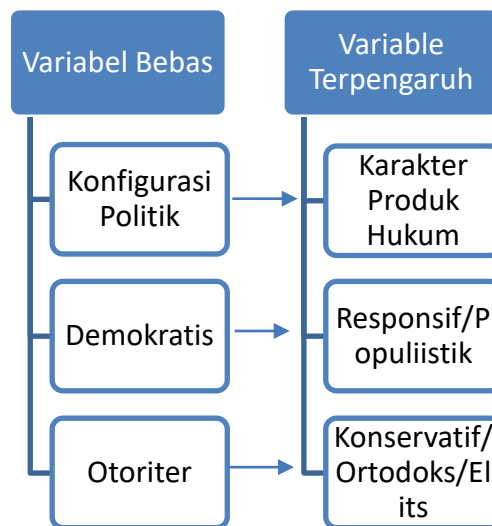 Variabel Bebas
Variable
Terpengaruh
Konfigurasi
Politik
Karakter
Produk
Hukum
Demokratis
Responsif/P
opuliistik
Otoriter
Konservatif/
Ortodoks/El
its